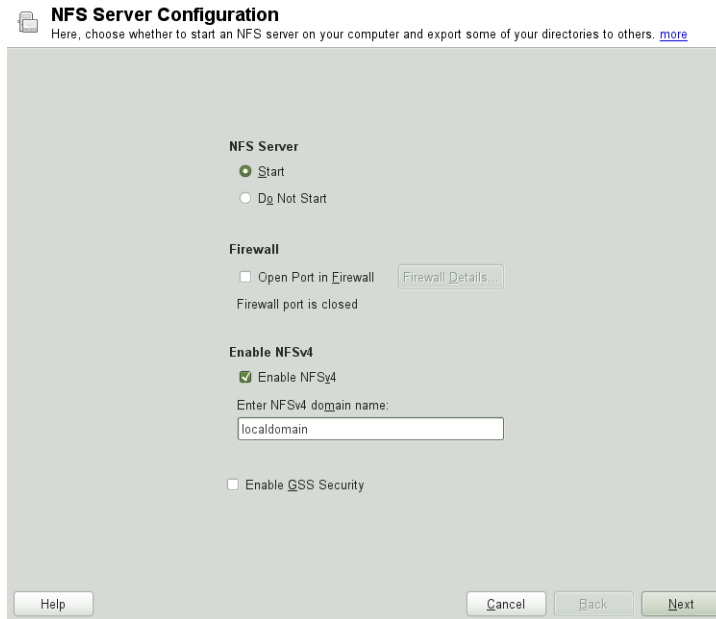 NFS Server Configuration
Here, choose whether to start an NFS server on your computer and export some of your directories to others. more
NFS Server
Start
Do Not Start
Firewall
Open Port in Firewall Firewall Details...
Firewall port is closed
Enable NFSv4
Enable NFSv4
Enter NFSv4 domain name:
localdomain
Enable GSS Security
Help Cancel Back Next